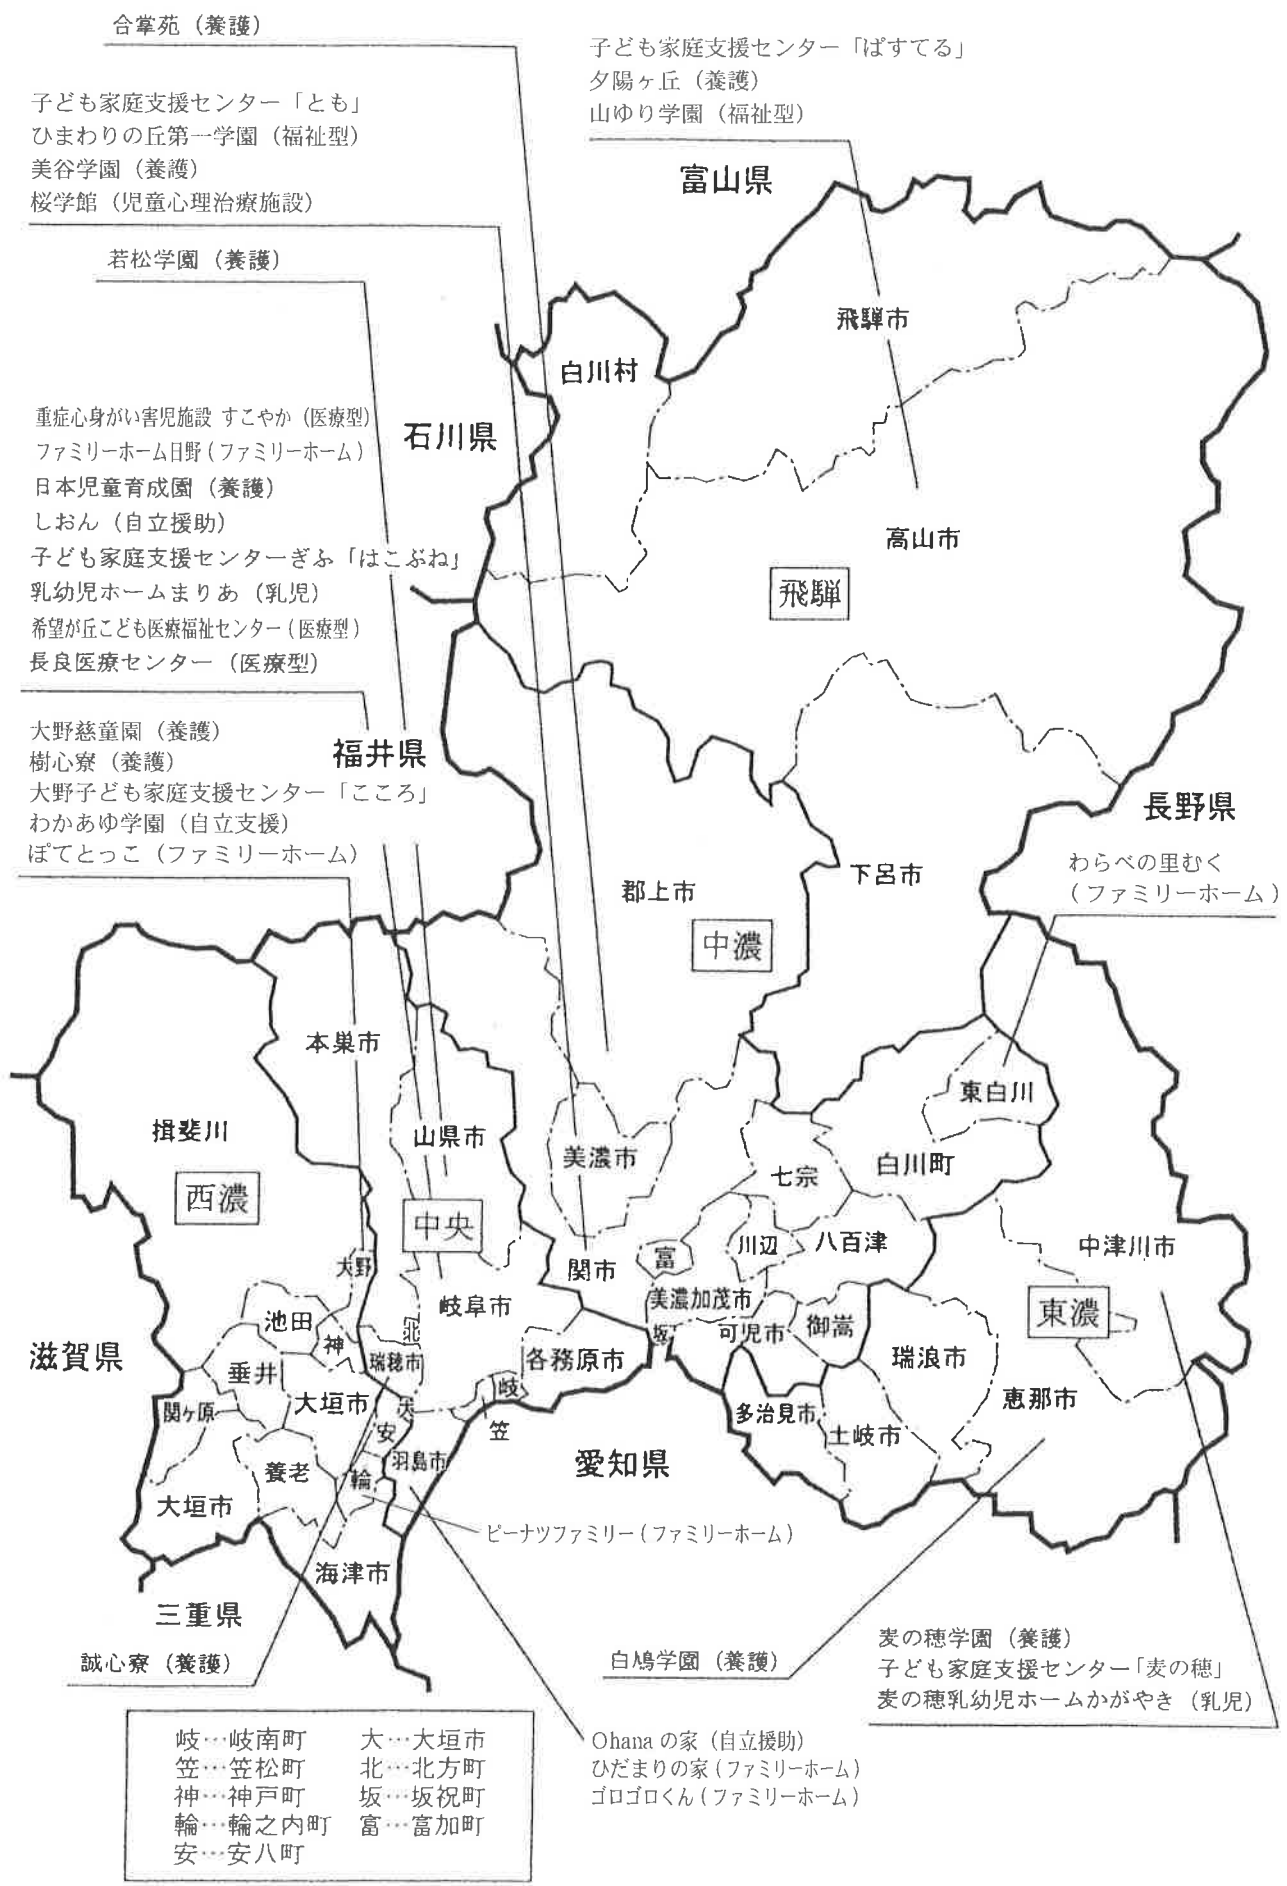 合掌苑（養護）
子ども家庭支援センター「ぱすてる」
夕陽ヶ丘（養護）
山ゆり学園（福祉型）
子ども家庭支援センター「とも」
ひまわりの丘第一学園（福祉型）
美谷学園（養護）
桜学館（児童心理治療施設）
若松学園（養護）
重症心身がい害児施設 すこやか（医療型）
ファミリーホーム日野（ファミリーホーム）
日本児童育成園（養護）
しおん（自立援助）
子ども家庭支援センターぎふ「はこぶね」
乳幼児ホームまりあ（乳児）
希望が丘こども医療福祉センター（医療型）
長良医療センター（医療型）
大野慈童園（養護）
樹心寮（養護）
大野子ども家庭支援センター「こころ」
わかあゆ学園（自立支援）
ぽてとっこ（ファミリーホーム）
富山県
石川県
福井県
長野県
飛騨市
白川村
高山市
飛騨
下呂市
郡上市
中濃
わらべの里むく
（ファミリーホーム）
本巣市
揖斐川
西濃
山県市
中央
美濃市
七宗
東白川
白川町
関市
富
川辺
八百津
中津川市
東濃
大野
池田
神
北
岐阜市
美濃加茂市
坂
可児市
御嵩
瑞浪市
滋賀県
垂井
瑞穂市
各務原市
岐
恵那市
関ヶ原
大垣市
大
安
笠
多治見市
土岐市
養老
輪
羽島市
愛知県
大垣市
ピーナツファミリー（ファミリーホーム）
海津市
三重県
誠心寮（養護）
白鳩学園（養護）
麦の穂学園（養護）
子ども家庭支援センター「麦の穂」
麦の穂乳幼児ホームかがやき（乳児）
Ohanaの家（自立援助）
ひだまりの家（ファミリーホーム）
ゴロゴロくん（ファミリーホーム）
岐…岐南町　大…大垣市
笠…笠松町　北…北方町
神…神戸町　坂…坂祝町
輪…輪之内町　富…富加町
安…安八町